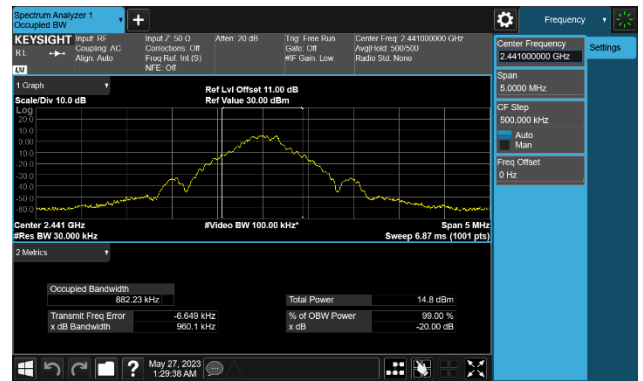 Spectrum Analyzer 1
Occupied BW
Frequency
KEYSIGHT Input: RF Input Z: 50 Ω Atten: 20 dB Trig: Free Run Center Freq: 2.441000000 GHz
RL Coupling: AC Corrections: Off Gate: Off Avg|Hold: 500/500
Align: Auto Freq Ref: Int (S) #IF Gain: Low Radio Std: None
LXI NFE: Off
Center Frequency
2.441000000 GHz
Settings
Span
5.0000 MHz
CF Step
500.000 kHz
Auto
Man
Freq Offset
0 Hz
1 Graph
Ref Lvl Offset 11.00 dB
Scale/Div 10.0 dB Ref Value 30.00 dBm
Log
20.0
10.0
0.00
-10.0
-20.0
-30.0
-40.0
-50.0
-60.0
Center 2.441 GHz #Video BW 100.00 kHz* Span 5 MHz
#Res BW 30.000 kHz Sweep 6.87 ms (1001 pts)
2 Metrics
Occupied Bandwidth
882.23 kHz Total Power 14.8 dBm
Transmit Freq Error -6.649 kHz % of OBW Power 99.00 %
x dB Bandwidth 960.1 kHz x dB -20.00 dB
May 27, 2023
1:29:38 AM